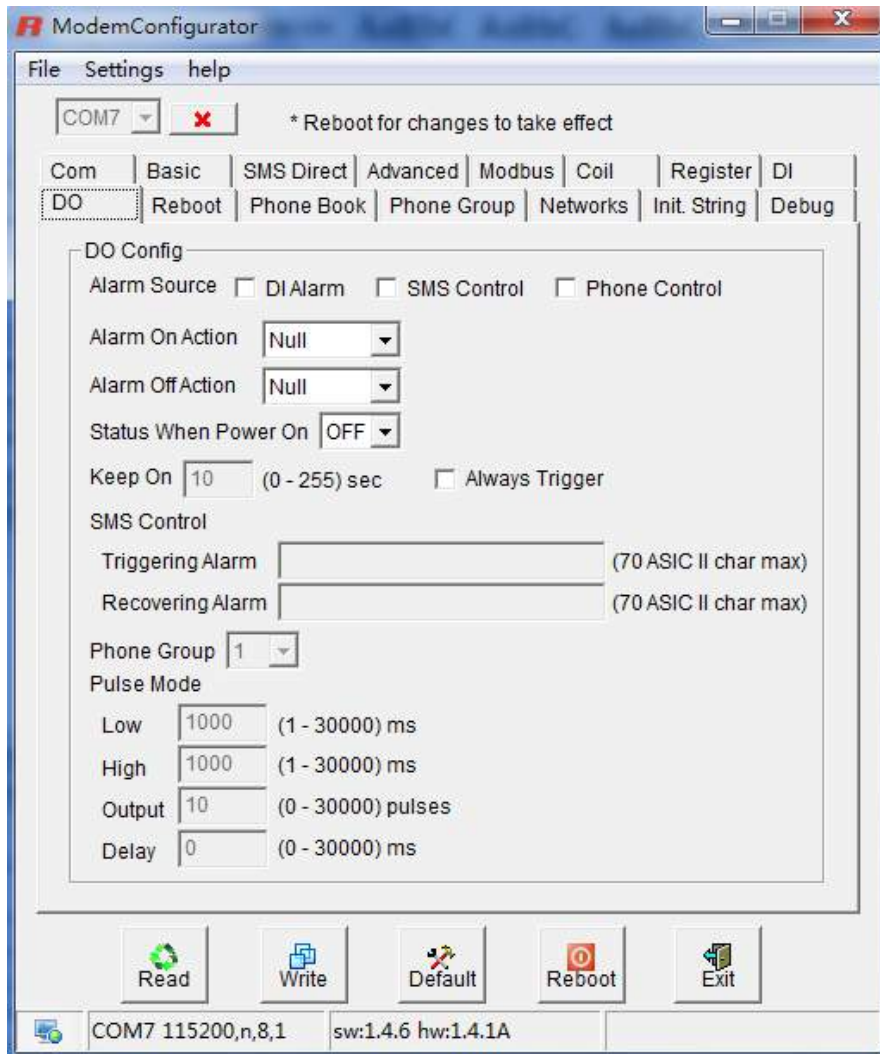 ModemConfigurator
File Settings help
COM7 * Reboot for changes to take effect
Com Basic SMS Direct Advanced Modbus Coil Register DI
DO Reboot Phone Book Phone Group Networks Init. String Debug
DO Config
Alarm Source DI Alarm SMS Control Phone Control
Alarm On Action Null
Alarm Off Action Null
Status When Power On OFF
Keep On 10 (0 - 255) sec Always Trigger
SMS Control
Triggering Alarm (70 ASIC II char max)
Recovering Alarm (70 ASIC II char max)
Phone Group 1
Pulse Mode
Low 1000 (1 - 30000) ms
High 1000 (1 - 30000) ms
Output 10 (0 - 30000) pulses
Delay 0 (0 - 30000) ms
Read Write Default Reboot Exit
COM7 115200,n,8,1 sw:1.4.6 hw:1.4.1A